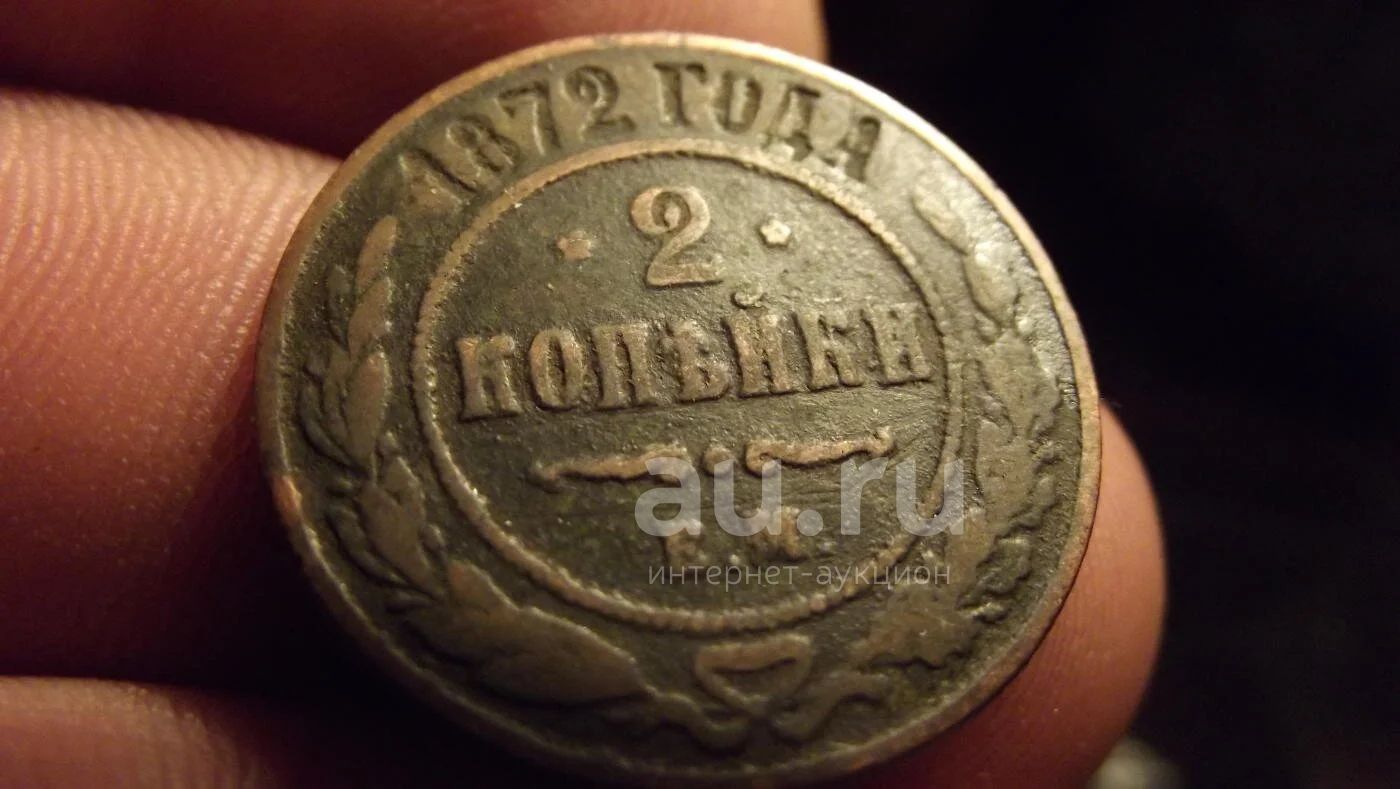 1872 ГОДА
2
КОПѢЙКИ
Е.М.
au.ru
интернет-аукцион